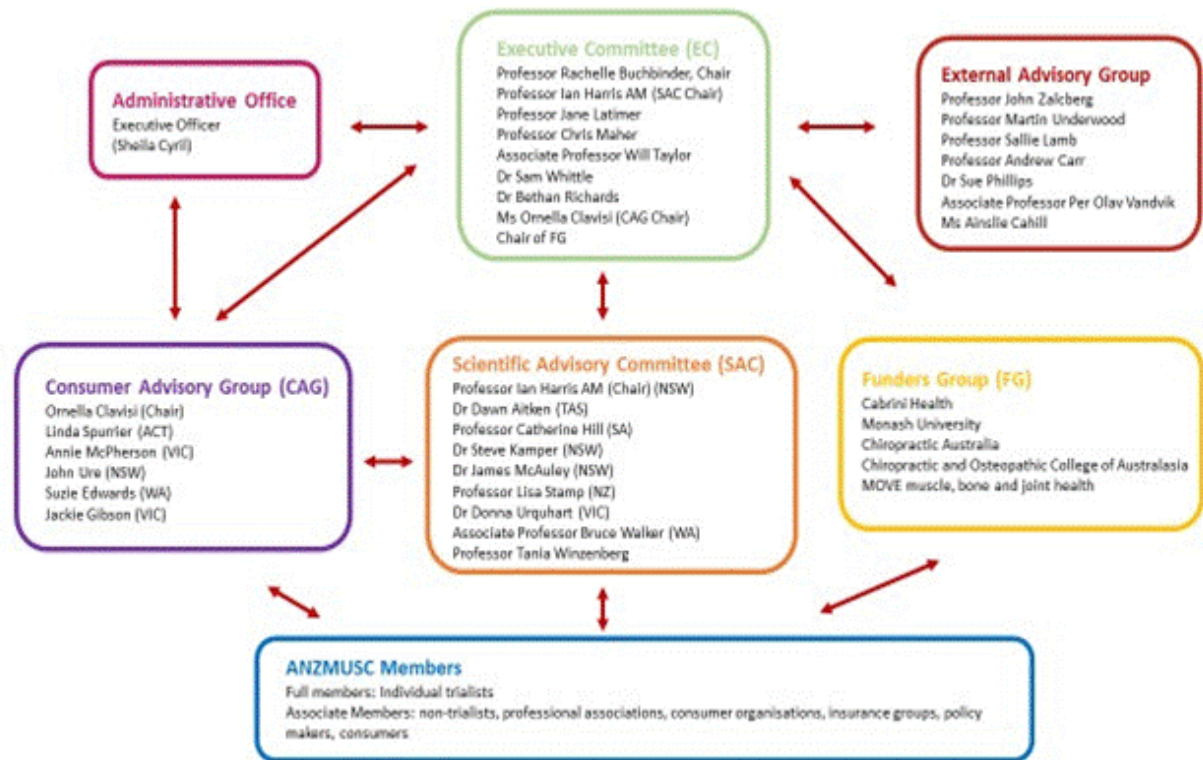 Executive Committee (EC)
Professor Rachelle Buchbinder, Chair
Professor Ian Harris AM (SAC Chair)
Professor Jane Latimer
Professor Chris Maher
Associate Professor Will Taylor
Dr Sam Whittle
Dr Bethan Richards
Ms Ornella Clavisi (CAG Chair)
Chair of FG
Administrative Office
Executive Officer
(Sheila Cyril)
External Advisory Group
Professor John Zalcberg
Professor Martin Underwood
Professor Sallie Lamb
Professor Andrew Carr
Dr Sue Phillips
Associate Professor Per Olav Vandvik
Ms Ainslie Cahill
Consumer Advisory Group (CAG)
Ornella Clavisi (Chair)
Linda Spurrier (ACT)
Annie McPherson (VIC)
John Ure (NSW)
Suzie Edwards (WA)
Jackie Gibson (VIC)
Scientific Advisory Committee (SAC)
Professor Ian Harris AM (Chair) (NSW)
Dr Dawn Aitken (TAS)
Professor Catherine Hill (SA)
Dr Steve Kamper (NSW)
Dr James McAuley (NSW)
Professor Lisa Stamp (NZ)
Dr Donna Urquhart (VIC)
Associate Professor Bruce Walker (WA)
Professor Tania Winzenberg
Funders Group (FG)
Cabrini Health
Monash University
Chiropractic Australia
Chiropractic and Osteopathic College of Australasia
MOVE muscle, bone and joint health
ANZMUSC Members
Full members: Individual trialists
Associate Members: non-trialists, professional associations, consumer organisations, insurance groups, policy
makers, consumers